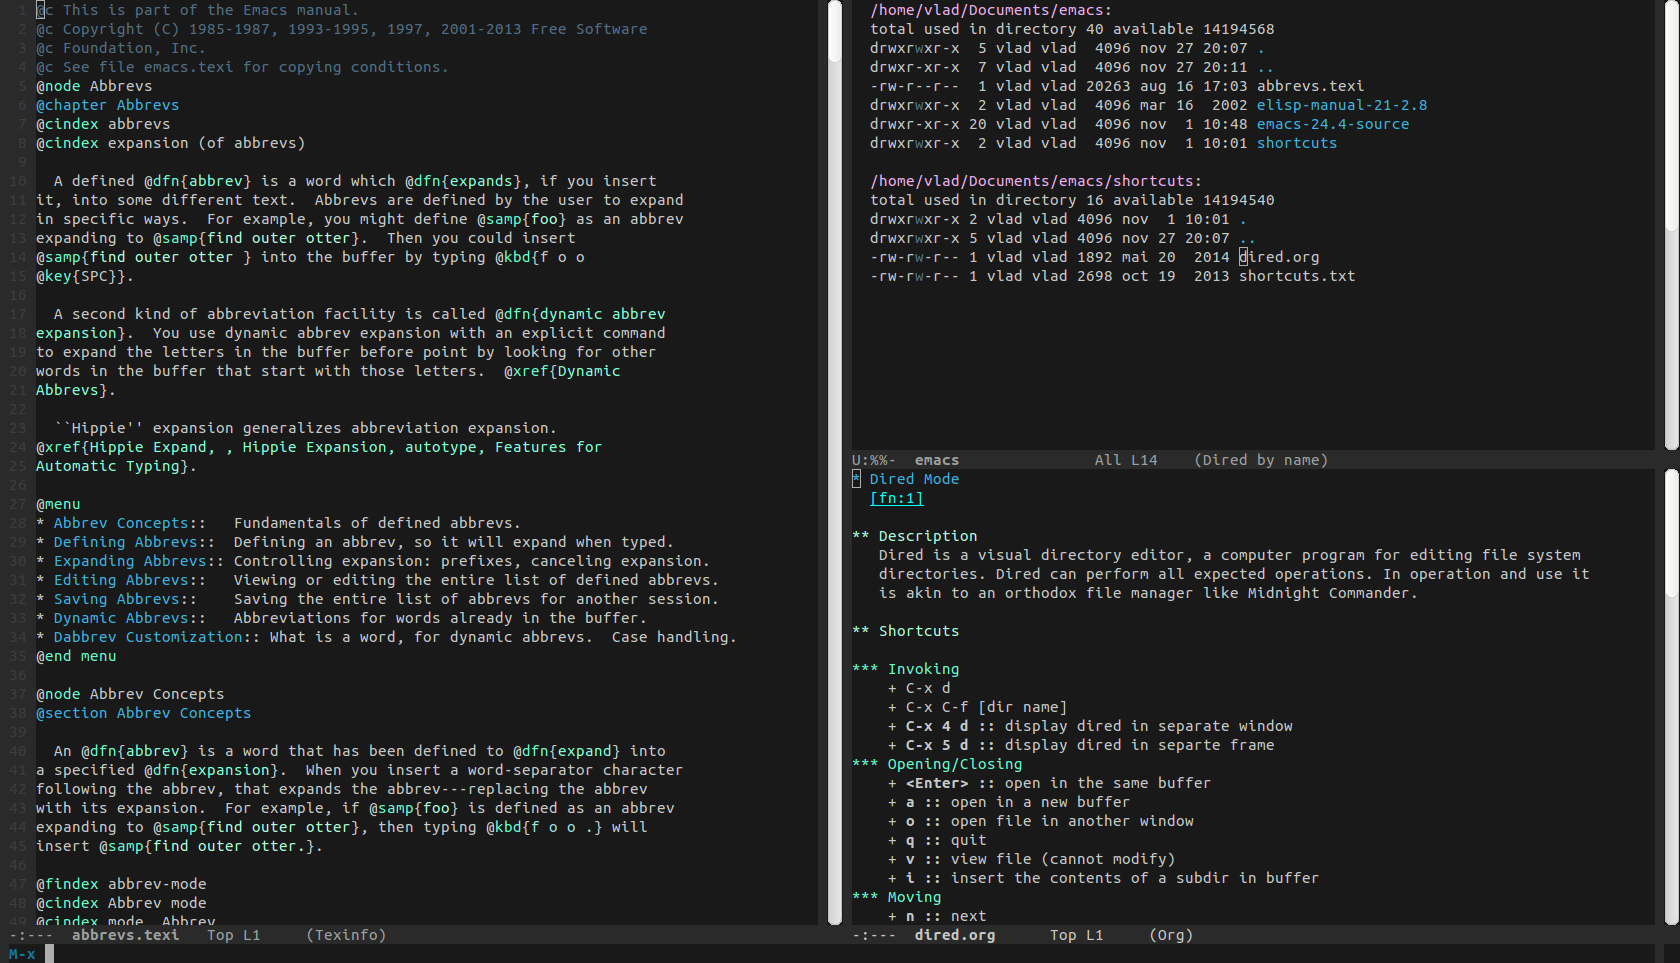 1 @c This is part of the Emacs manual.
2 @c Copyright (C) 1985-1987, 1993-1995, 1997, 2001-2013 Free Software
3 @c Foundation, Inc.
4 @c See file emacs.texi for copying conditions.
5 @node Abbrevs
6 @chapter Abbrevs
7 @cindex abbrevs
8 @cindex expansion (of abbrevs)
9
10   A defined @dfn{abbrev} is a word which @dfn{expands}, if you insert
11 it, into some different text.  Abbrevs are defined by the user to expand
12 in specific ways.  For example, you might define @samp{foo} as an abbrev
13 expanding to @samp{find outer otter}.  Then you could insert
14 @samp{find outer otter } into the buffer by typing @kbd{f o o
15 @key{SPC}}.
16
17   A second kind of abbreviation facility is called @dfn{dynamic abbrev
18 expansion}.  You use dynamic abbrev expansion with an explicit command
19 to expand the letters in the buffer before point by looking for other
20 words in the buffer that start with those letters.  @xref{Dynamic
21 Abbrevs}.
22
23   ``Hippie'' expansion generalizes abbreviation expansion.
24 @xref{Hippie Expand, , Hippie Expansion, autotype, Features for
25 Automatic Typing}.
26
27 @menu
28 * Abbrev Concepts::   Fundamentals of defined abbrevs.
29 * Defining Abbrevs::  Defining an abbrev, so it will expand when typed.
30 * Expanding Abbrevs:: Controlling expansion: prefixes, canceling expansion.
31 * Editing Abbrevs::   Viewing or editing the entire list of defined abbrevs.
32 * Saving Abbrevs::    Saving the entire list of abbrevs for another session.
33 * Dynamic Abbrevs::   Abbreviations for words already in the buffer.
34 * Dabbrev Customization:: What is a word, for dynamic abbrevs.  Case handling.
35 @end menu
36
37 @node Abbrev Concepts
38 @section Abbrev Concepts
39
40   An @dfn{abbrev} is a word that has been defined to @dfn{expand} into
41 a specified @dfn{expansion}.  When you insert a word-separator character
42 following the abbrev, that expands the abbrev---replacing the abbrev
43 with its expansion.  For example, if @samp{foo} is defined as an abbrev
44 expanding to @samp{find outer otter}, then typing @kbd{f o o .} will
45 insert @samp{find outer otter.}.
46
47 @findex abbrev-mode
48 @cindex Abbrev mode
49 @cindex mode, Abbrev
-:---  abbrevs.texi   Top L1     (Texinfo)
/home/vlad/Documents/emacs:
total used in directory 40 available 14194568
drwxrwxr-x  5 vlad vlad  4096 nov 27 20:07 .
drwxr-xr-x  7 vlad vlad  4096 nov 27 20:11 ..
-rw-r--r--  1 vlad vlad 20263 aug 16 17:03 abbrevs.texi
drwxrwxr-x  2 vlad vlad  4096 mar 16  2002 elisp-manual-21-2.8
drwxrwxr-x 20 vlad vlad  4096 nov  1 10:48 emacs-24.4-source
drwxrwxr-x  2 vlad vlad  4096 nov  1 10:01 shortcuts

/home/vlad/Documents/emacs/shortcuts:
total used in directory 16 available 14194540
drwxrwxr-x 2 vlad vlad 4096 nov  1 10:01 .
drwxrwxr-x 5 vlad vlad 4096 nov 27 20:07 ..
-rw-rw-r-- 1 vlad vlad 1892 mai 20  2014 dired.org
-rw-rw-r-- 1 vlad vlad 2698 oct 19  2013 shortcuts.txt
U:%%-  emacs               All L14    (Dired by name)
* Dired Mode
  [fn:1]

** Description
   Dired is a visual directory editor, a computer program for editing file system
   directories. Dired can perform all expected operations. In operation and use it
   is akin to an orthodox file manager like Midnight Commander.

** Shortcuts

*** Invoking
    + C-x d
    + C-x C-f [dir name]
    + C-x 4 d :: display dired in separate window
    + C-x 5 d :: display dired in separte frame
*** Opening/Closing
    + <Enter> :: open in the same buffer
    + a :: open in a new buffer
    + o :: open file in another window
    + q :: quit
    + v :: view file (cannot modify)
    + i :: insert the contents of a subdir in buffer
*** Moving
    + n :: next
-:---  dired.org      Top L1     (Org)
M-x